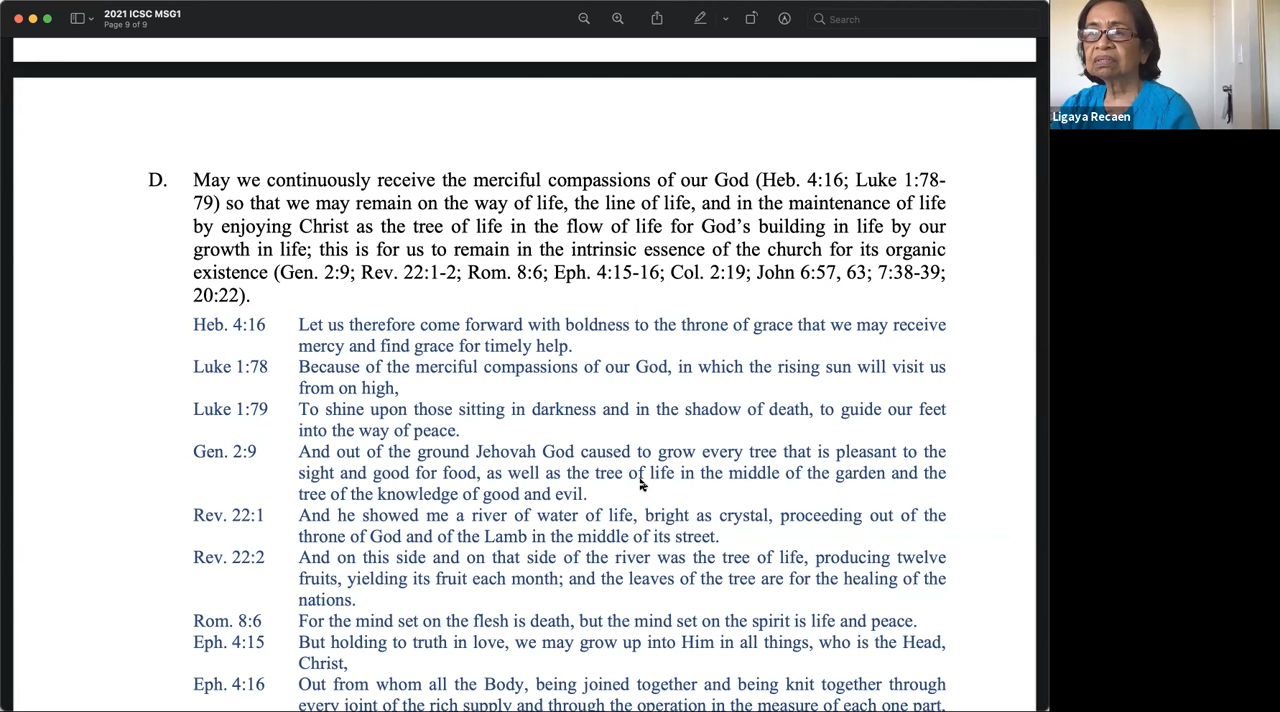 2021 ICSC MSG1
Page 9 of 9
Search
Ligaya Recaen
D. May we continuously receive the merciful compassions of our God (Heb. 4:16; Luke 1:78-
79) so that we may remain on the way of life, the line of life, and in the maintenance of life
by enjoying Christ as the tree of life in the flow of life for God's building in life by our
growth in life; this is for us to remain in the intrinsic essence of the church for its organic
existence (Gen. 2:9; Rev. 22:1-2; Rom. 8:6; Eph. 4:15-16; Col. 2:19; John 6:57, 63; 7:38-39;
20:22).
Heb. 4:16 Let us therefore come forward with boldness to the throne of grace that we may receive
mercy and find grace for timely help.
Luke 1:78 Because of the merciful compassions of our God, in which the rising sun will visit us
from on high,
Luke 1:79 To shine upon those sitting in darkness and in the shadow of death, to guide our feet
into the way of peace.
Gen. 2:9 And out of the ground Jehovah God caused to grow every tree that is pleasant to the
sight and good for food, as well as the tree of life in the middle of the garden and the
tree of the knowledge of good and evil.
Rev. 22:1 And he showed me a river of water of life, bright as crystal, proceeding out of the
throne of God and of the Lamb in the middle of its street.
Rev. 22:2 And on this side and on that side of the river was the tree of life, producing twelve
fruits, yielding its fruit each month; and the leaves of the tree are for the healing of the
nations.
Rom. 8:6 For the mind set on the flesh is death, but the mind set on the spirit is life and peace.
Eph. 4:15 But holding to truth in love, we may grow up into Him in all things, who is the Head,
Christ,
Eph. 4:16 Out from whom all the Body, being joined together and being knit together through
every joint of the rich supply and through the operation in the measure of each one part,